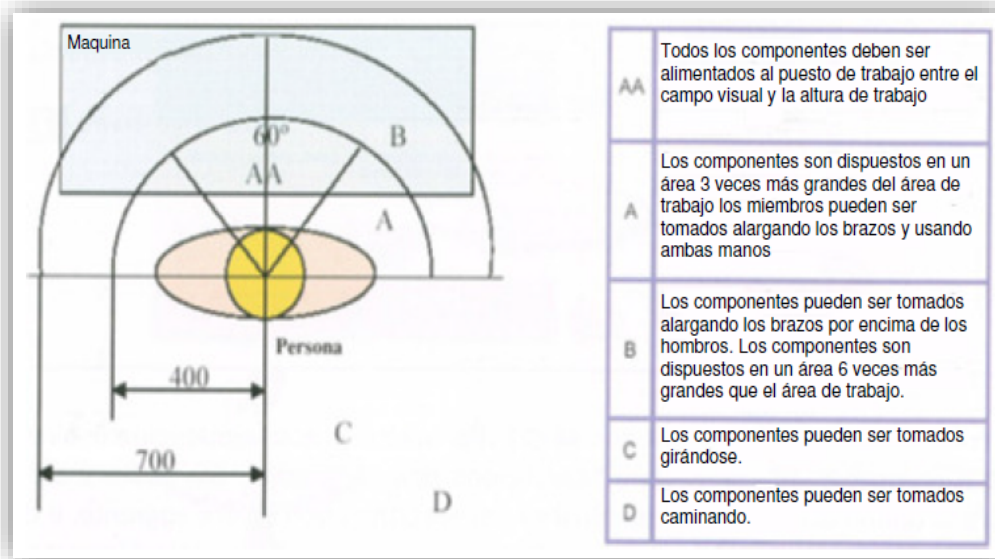 Maquina
60º
B
AA
A
Persona
400
C
700
D
AA
Todos los componentes deben ser
alimentados al puesto de trabajo entre el
campo visual y la altura de trabajo
A
Los componentes son dispuestos en un
área 3 veces más grandes del área de
trabajo los miembros pueden ser
tomados alargando los brazos y usando
ambas manos
B
Los componentes pueden ser tomados
alargando los brazos por encima de los
hombros. Los componentes son
dispuestos en un área 6 veces más
grandes que el área de trabajo.
C
Los componentes pueden ser tomados
girándose.
D
Los componentes pueden ser tomados
caminando.